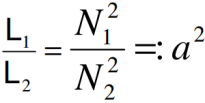 L₁/L₂ = N₁²/N₂² =: a²